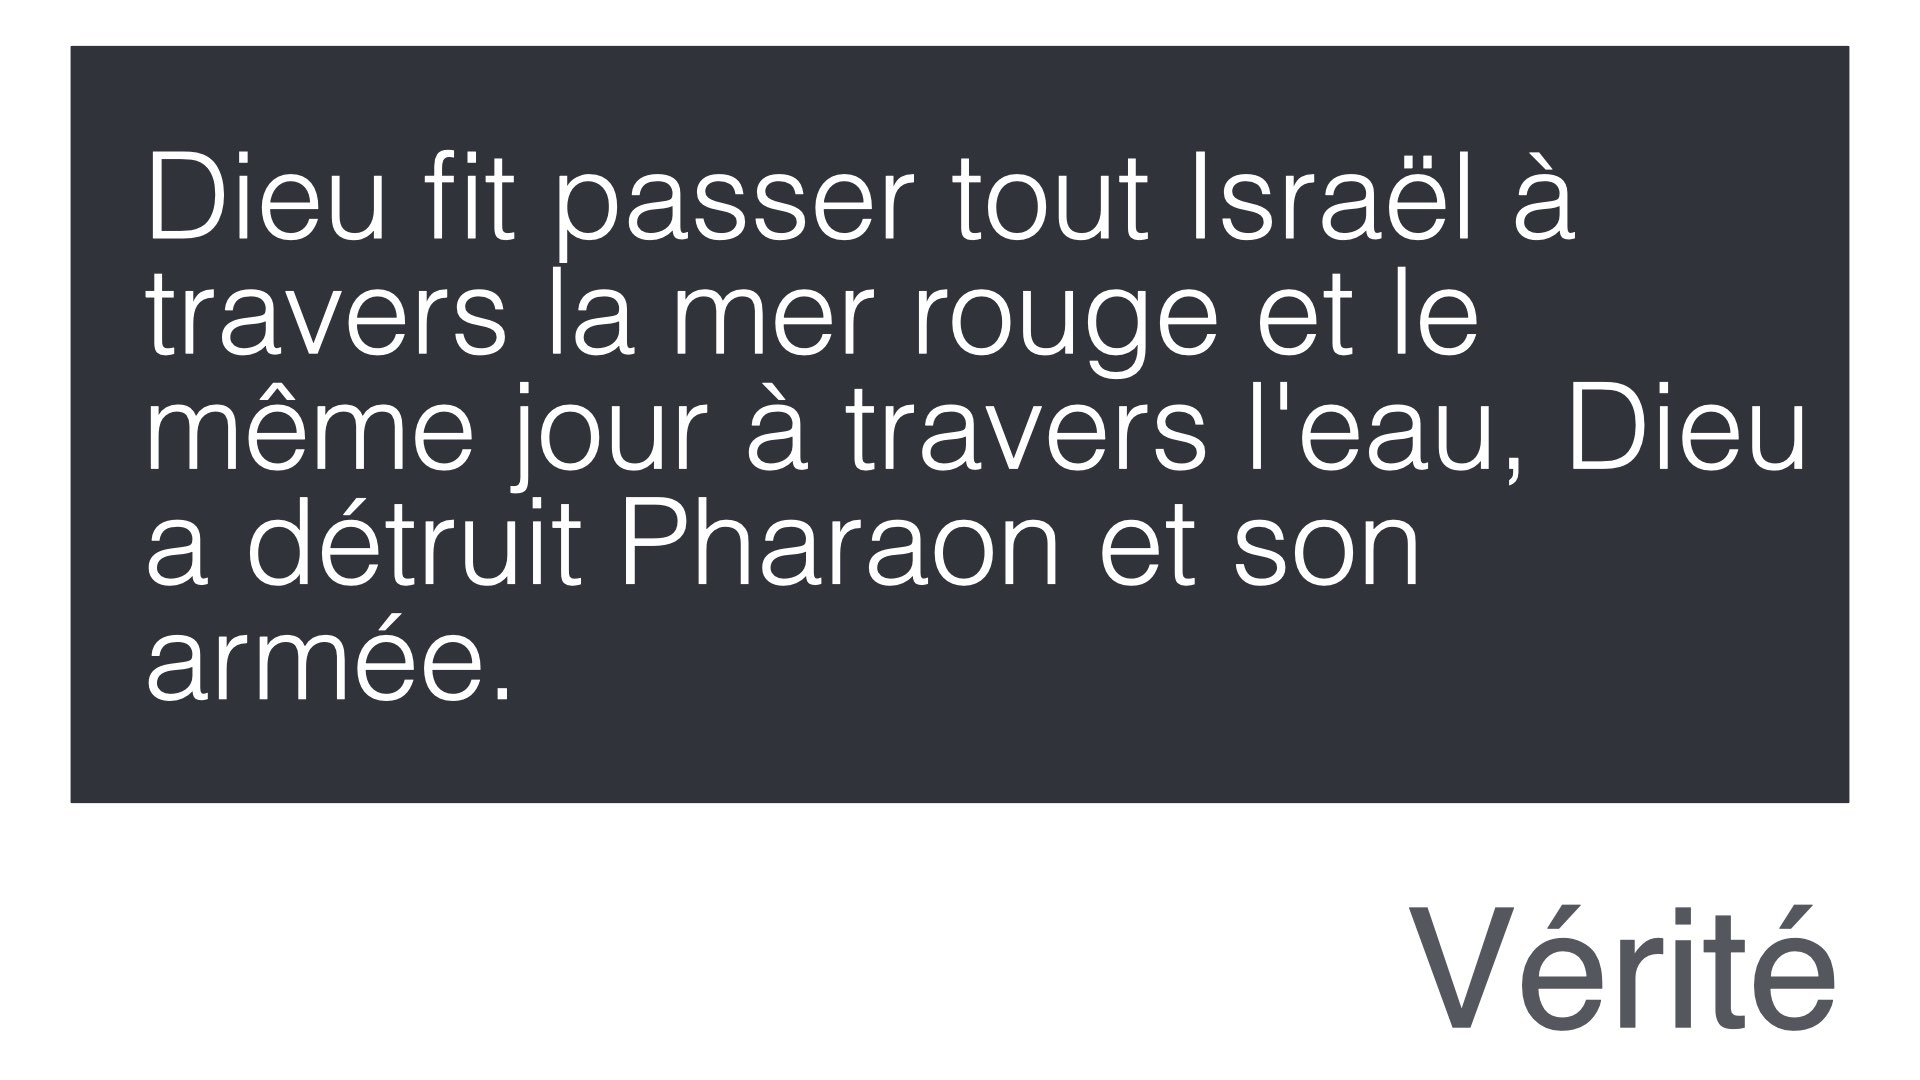 Dieu fit passer tout Israël à
travers la mer rouge et le
même jour à travers l'eau, Dieu
a détruit Pharaon et son
armée.
Vérité